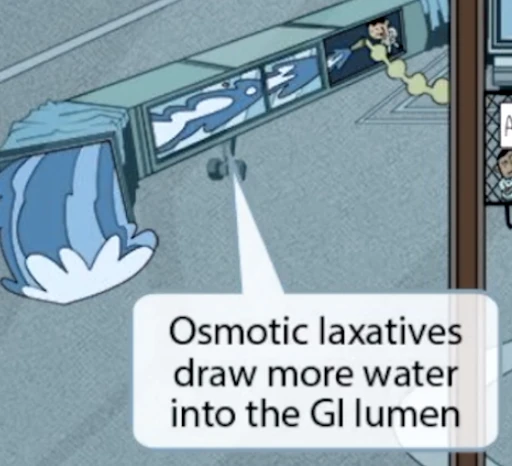 A
Osmotic laxatives
draw more water
into the GI lumen